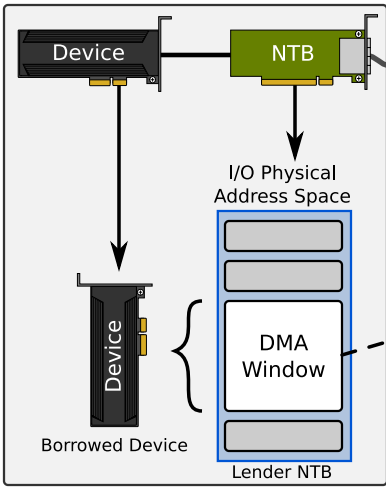 Device
NTB
I/O Physical
Address Space
Device
DMA
Window
Borrowed Device
Lender NTB